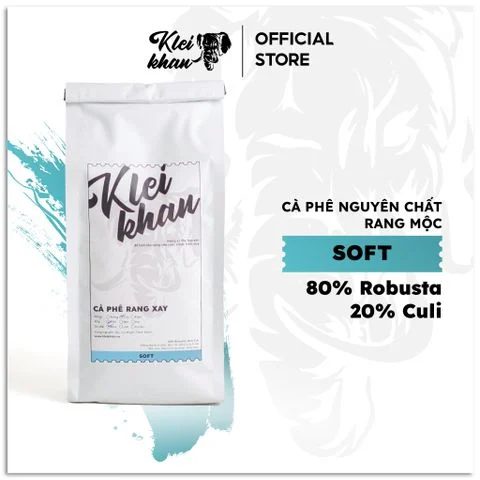 Klei
khan
OFFICIAL
STORE
Klei
khan
CÀ PHÊ NGUYÊN CHẤT
RANG MỘC
SOFT
80% Robusta
20% Culi
CÀ PHÊ RANG XAY
SOFT